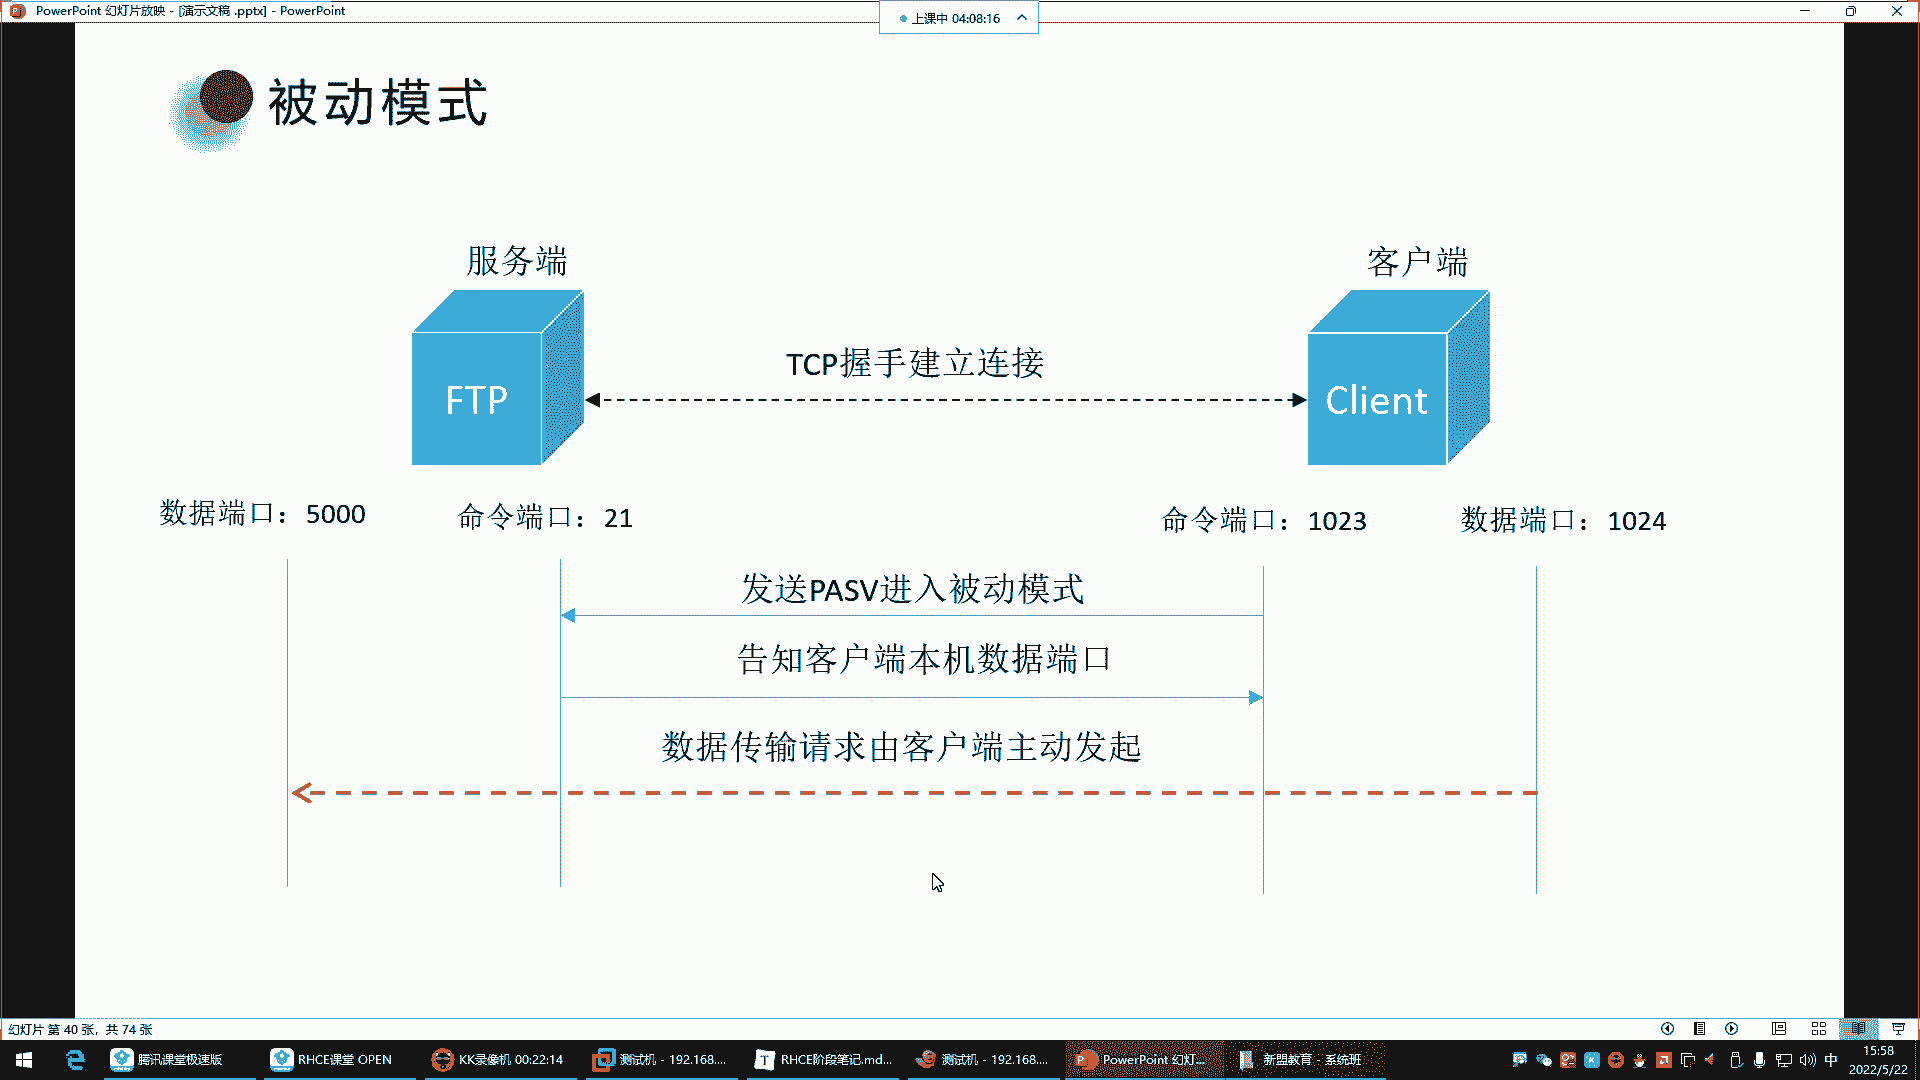 PowerPoint 幻灯片放映 - [演示文稿 .pptx] - PowerPoint
上课中 04:08:16
被动模式
服务端
客户端
TCP握手建立连接
FTP
Client
数据端口：5000
命令端口：21
命令端口：1023
数据端口：1024
发送PASV进入被动模式
告知客户端本机数据端口
数据传输请求由客户端主动发起
幻灯片 第 40 张，共 74 张
腾讯课堂极速版
RHCE课堂 OPEN
KK录像机 00:22:14
测试机 - 192.168....
RHCE阶段笔记.md...
测试机 - 192.168....
PowerPoint 幻灯...
新盟教育 - 系统班
中
15:58
2022/5/22